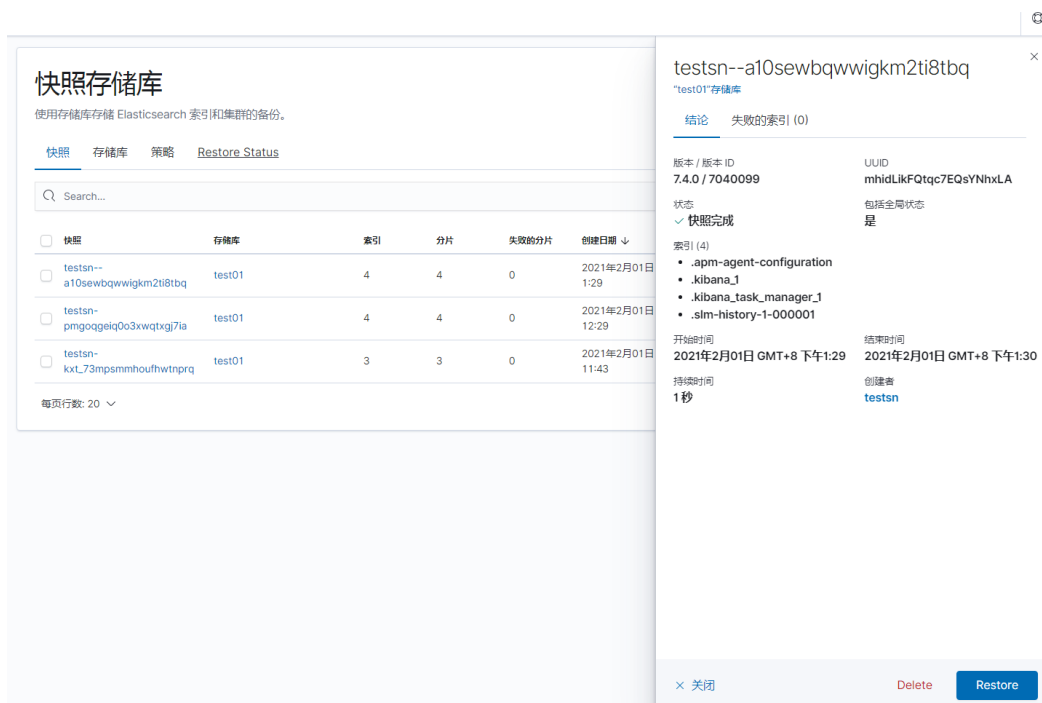 快照存储库
使用存储库存储 Elasticsearch 索引和集群的备份。
快照 存储库 策略 Restore Status
Search...
快照 存储库 索引 分片 失败的分片 创建日期 ↓
testsn-- test01 4 4 0 2021年2月01日
a10sewbqwwigkm2ti8tbq 1:29
testsn- test01 4 4 0 2021年2月01日
pmgoqgeiq0o3xwqtxgj7ia 12:29
testsn- test01 3 3 0 2021年2月01日
kxt_73mpsmmhoufhwtnprq 11:43
每页行数: 20
testsn--a10sewbqwwigkm2ti8tbq
"test01"存储库
结论 失败的索引 (0)
版本 / 版本 ID UUID
7.4.0 / 7040099 mhidLikFQtqc7EQsYNhxLA
状态 包括全局状态
快照完成 是
索引 (4)
• .apm-agent-configuration
• .kibana_1
• .kibana_task_manager_1
• .slm-history-1-000001
开始时间 结束时间
2021年2月01日 GMT+8 下午1:29 2021年2月01日 GMT+8 下午1:30
持续时间 创建者
1 秒 testsn
× 关闭 Delete Restore